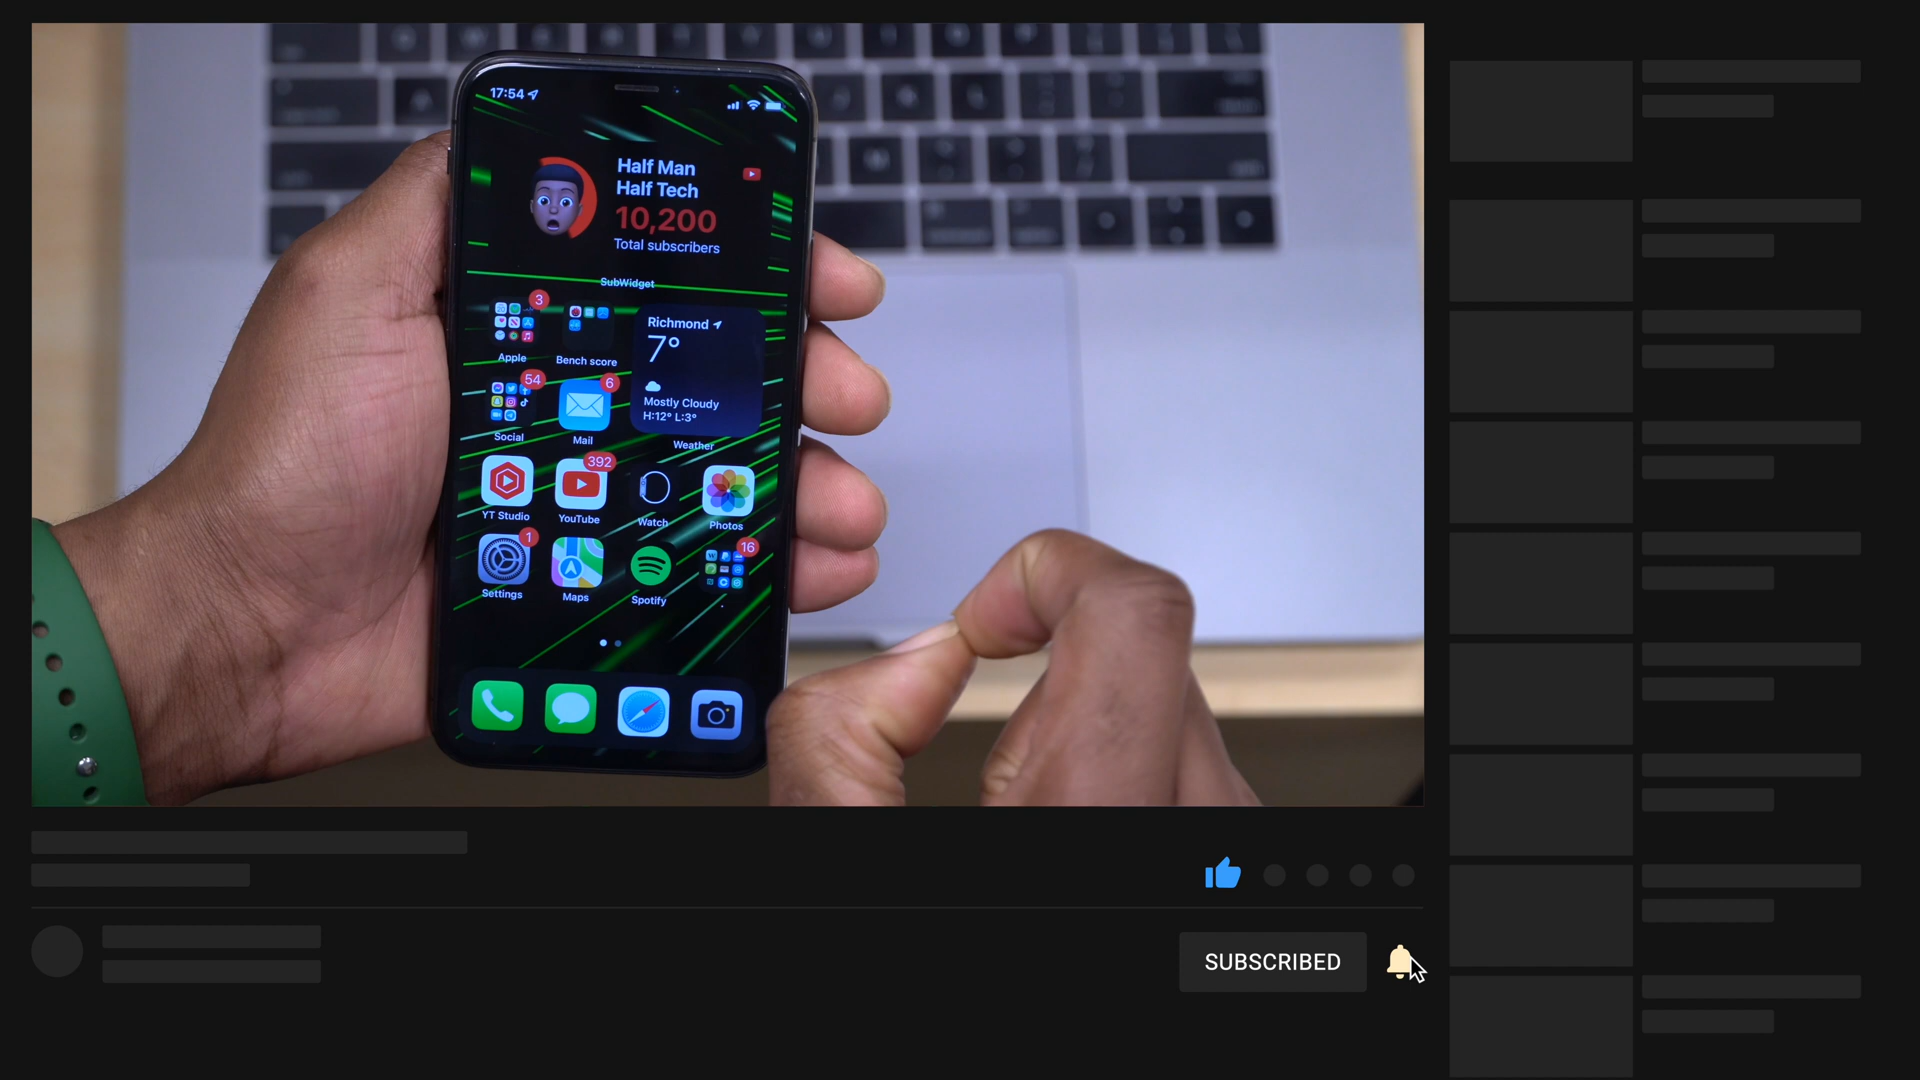 17:54
Half Man
Half Tech
10,200
Total subscribers
SubWidget
3
Apple
Bench score
Richmond
7°
Mostly Cloudy
H:12° L:3°
Weather
54
Social
6
Mail
YT Studio
392
YouTube
Watch
Photos
1
Settings
Maps
Spotify
16
SUBSCRIBED